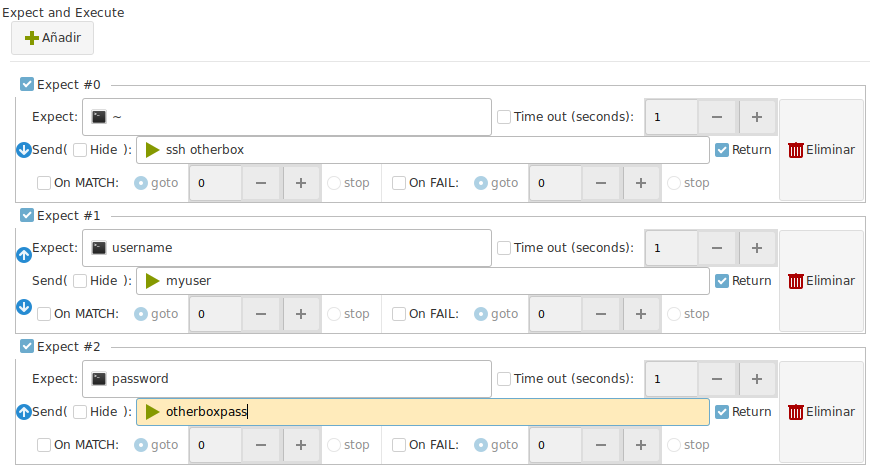 Expect and Execute
Añadir
Expect #0
Expect: ~ Time out (seconds): 1
Send( Hide ): ssh otherbox Return Eliminar
On MATCH: goto 0 stop On FAIL: goto 0 stop
Expect #1
Expect: username Time out (seconds): 1
Send( Hide ): myuser Return Eliminar
On MATCH: goto 0 stop On FAIL: goto 0 stop
Expect #2
Expect: password Time out (seconds): 1
Send( Hide ): otherboxpass Return Eliminar
On MATCH: goto 0 stop On FAIL: goto 0 stop